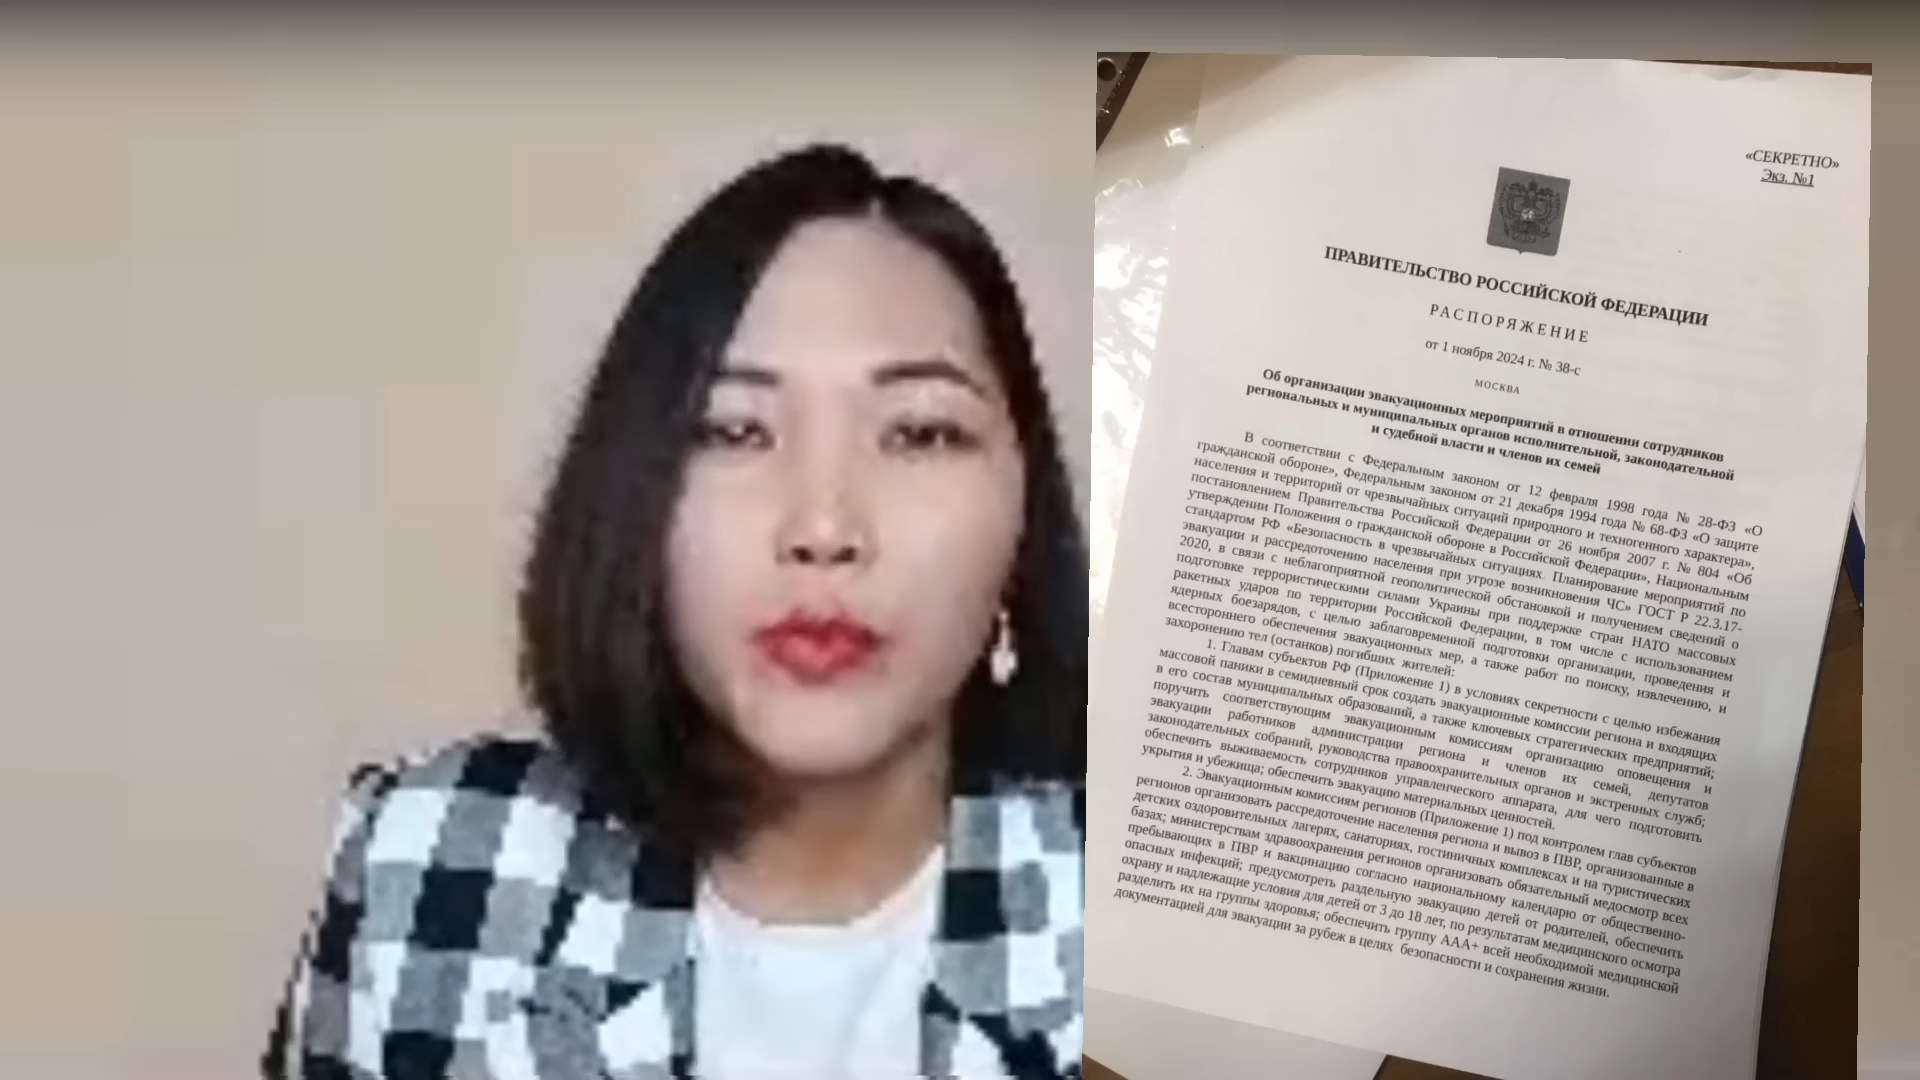 «СЕКРЕТНО»
Экз. №1
ПРАВИТЕЛЬСТВО РОССИЙСКОЙ ФЕДЕРАЦИИ
РАСПОРЯЖЕНИЕ
от 1 ноября 2024 г. № 38-с
МОСКВА
Об организации эвакуационных мероприятий в отношении сотрудников
региональных и муниципальных органов исполнительной, законодательной
и судебной власти и членов их семей
В соответствии с Федеральным законом от 12 февраля 1998 года № 28-ФЗ «О
гражданской обороне», Федеральным законом от 21 декабря 1994 года № 68-ФЗ «О защите
населения и территорий от чрезвычайных ситуаций природного и техногенного характера»,
постановлением Правительства Российской Федерации от 26 ноября 2007 г. № 804 «Об
утверждении Положения о гражданской обороне в Российской Федерации», Национальным
стандартом РФ «Безопасность в чрезвычайных ситуациях. Планирование мероприятий по
эвакуации и рассредоточению населения при угрозе возникновения ЧС» ГОСТ Р 22.3.17-
2020, в связи с неблагоприятной геополитической обстановкой и получением сведений о
подготовке террористическими силами Украины при поддержке стран НАТО массовых
ракетных ударов по территории Российской Федерации, в том числе с использованием
ядерных боезарядов, с целью заблаговременной подготовки организации, проведения и
всестороннего обеспечения эвакуационных мер, а также работ по поиску, извлечению, и
захоронению тел (останков) погибших жителей:
1. Главам субъектов РФ (Приложение 1) в условиях секретности с целью избежания
массовой паники в семидневный срок создать эвакуационные комиссии региона и входящих
в его состав муниципальных образований, а также ключевых стратегических предприятий;
поручить соответствующим эвакуационным комиссиям организацию оповещения и
эвакуации работников администрации региона и членов их семей, депутатов
законодательных собраний, руководства правоохранительных органов и экстренных служб;
обеспечить выживаемость сотрудников управленческого аппарата, для чего подготовить
укрытия и убежища; обеспечить эвакуацию материальных ценностей.
2. Эвакуационным комиссиям регионов (Приложение 1) под контролем глав субъектов
регионов организовать рассредоточение населения региона и вывоз в ПВР, организованные в
детских оздоровительных лагерях, санаториях, гостиничных комплексах и на туристических
базах; министерствам здравоохранения регионов организовать обязательный медосмотр всех
пребывающих в ПВР и вакцинацию согласно национальному календарю от общественно-
опасных инфекций; предусмотреть раздельную эвакуацию детей от родителей, обеспечить
охрану и надлежащие условия для детей от 3 до 18 лет, по результатам медицинского осмотра
разделить их на группы здоровья; обеспечить группу ААА+ всей необходимой медицинской
документацией для эвакуации за рубеж в целях безопасности и сохранения жизни.